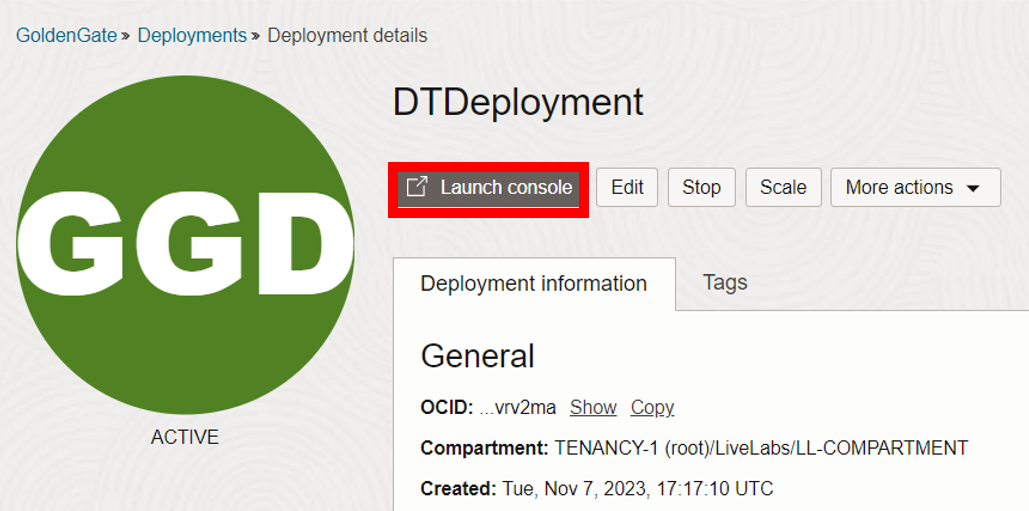 GoldenGate » Deployments » Deployment details
GGD
ACTIVE
DTDeployment
Launch console Edit Stop Scale More actions
Deployment information Tags
General
OCID: ...vrv2ma Show Copy
Compartment: TENANCY-1 (root)/LiveLabs/LL-COMPARTMENT
Created: Tue, Nov 7, 2023, 17:17:10 UTC